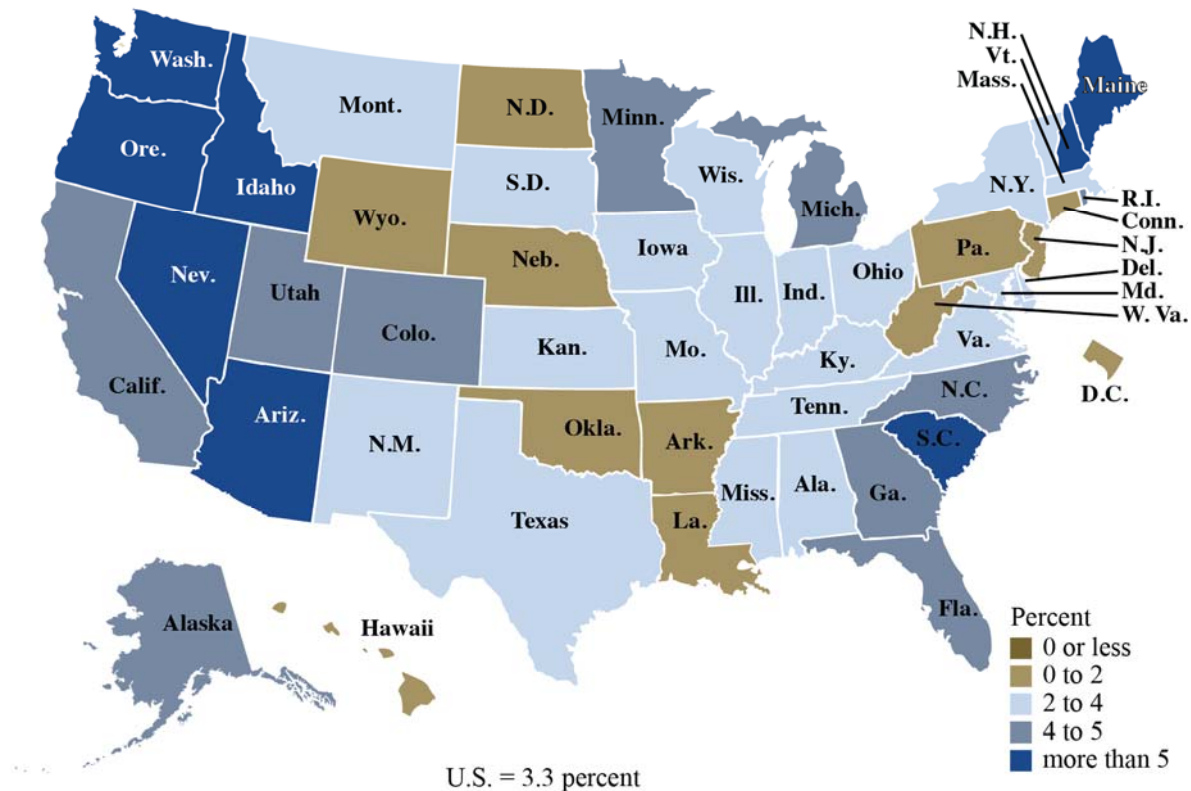 N.H.
Vt.
Mass.
Maine
Wash.
Mont.
N.D.
Minn.
Ore.
Idaho
S.D.
Wis.
Mich.
N.Y.
R.I.
Conn.
N.J.
Del.
Md.
W. Va.
Wyo.
Iowa
Neb.
Pa.
Ohio
Nev.
Utah
Ill.
Ind.
Colo.
Kan.
Mo.
Ky.
Va.
Calif.
D.C.
N.C.
Tenn.
Ariz.
N.M.
Okla.
Ark.
S.C.
Miss.
Ala.
Ga.
Texas
La.
Fla.
Alaska
Hawaii
Percent
0 or less
0 to 2
2 to 4
4 to 5
more than 5
U.S. = 3.3 percent